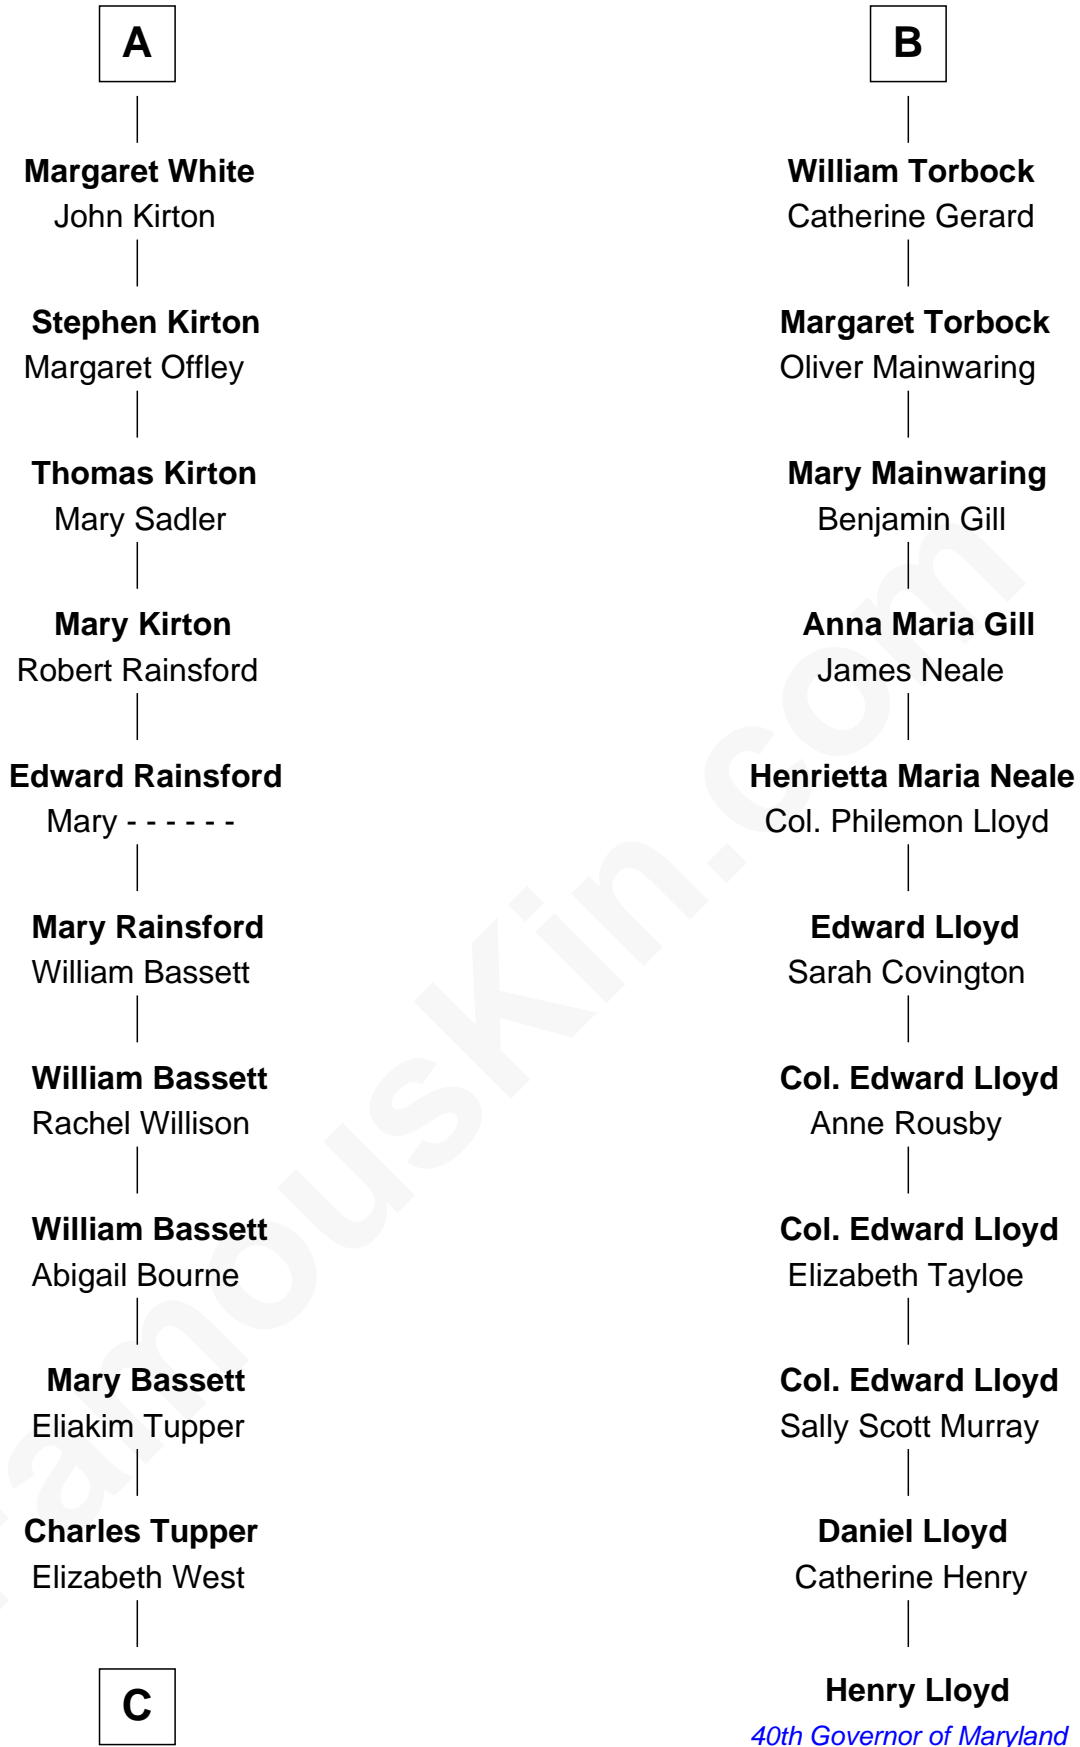 A
Margaret White
John Kirton
Stephen Kirton
Margaret Offley
Thomas Kirton
Mary Sadler
Mary Kirton
Robert Rainsford
Edward Rainsford
Mary - - - - - -
Mary Rainsford
William Bassett
William Bassett
Rachel Willison
William Bassett
Abigail Bourne
Mary Bassett
Eliakim Tupper
Charles Tupper
Elizabeth West
C
B
William Torbock
Catherine Gerard
Margaret Torbock
Oliver Mainwaring
Mary Mainwaring
Benjamin Gill
Anna Maria Gill
James Neale
Henrietta Maria Neale
Col. Philemon Lloyd
Edward Lloyd
Sarah Covington
Col. Edward Lloyd
Anne Rousby
Col. Edward Lloyd
Elizabeth Tayloe
Col. Edward Lloyd
Sally Scott Murray
Daniel Lloyd
Catherine Henry
Henry Lloyd
40th Governor of Maryland
FamousKin.com